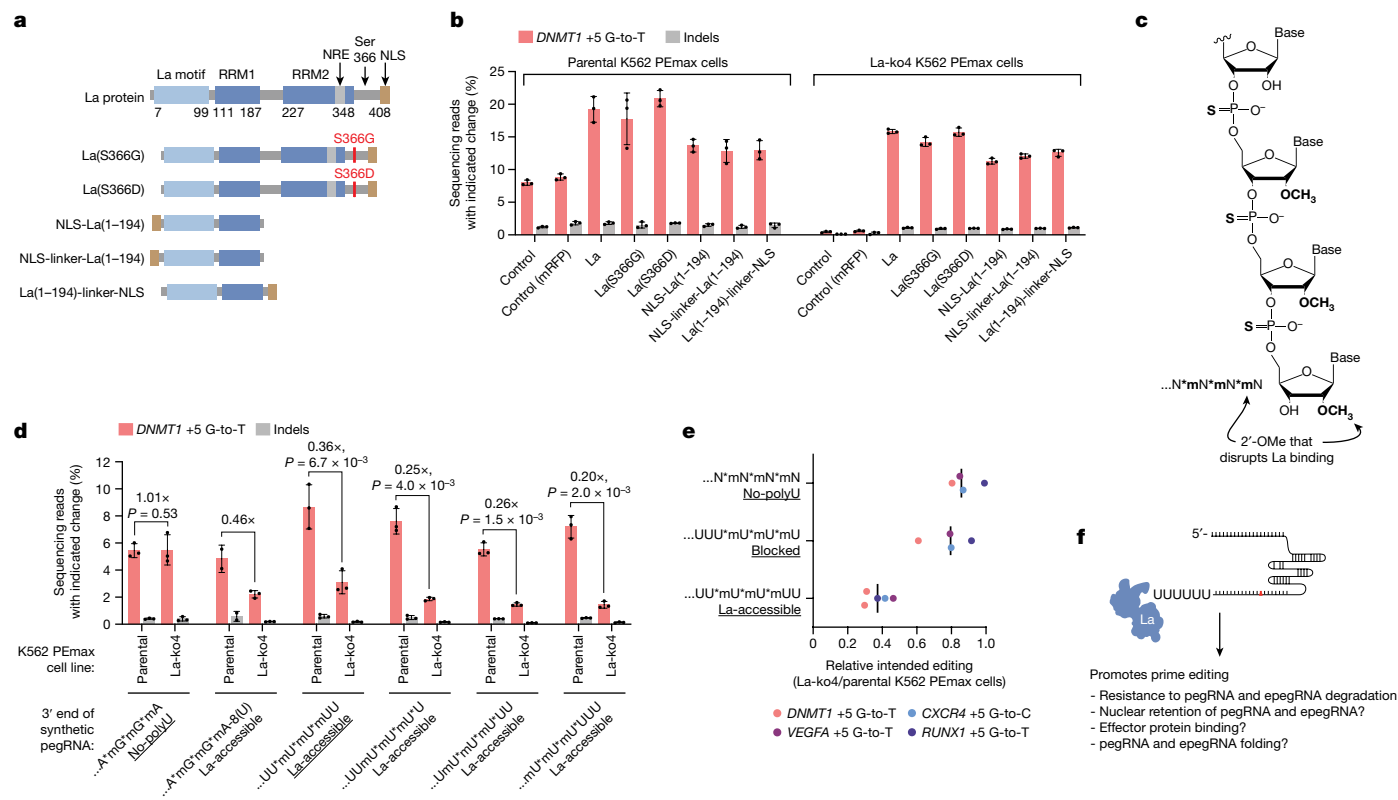 a
La motif
RRM1
RRM2
NRE
Ser
366
NLS
La protein
7
99
111
187
227
348
408
S366G
La(S366G)
S366D
La(S366D)
NLS-La(1–194)
NLS-linker-La(1–194)
La(1–194)-linker-NLS
b
DNMT1 +5 G-to-T
Indels
Parental K562 PEmax cells
La-ko4 K562 PEmax cells
Sequencing reads
with indicated change (%)
25
20
15
10
5
0
Control
Control (mRFP)
La
La(S366G)
La(S366D)
NLS-La(1–194)
NLS-linker-La(1–194)
La(1–194)-linker-NLS
Control
Control (mRFP)
La
La(S366G)
La(S366D)
NLS-La(1–194)
NLS-linker-La(1–194)
La(1–194)-linker-NLS
c
Base
O
O
OH
S=P—O⁻
O
Base
O
O
OCH₃
S=P—O⁻
O
Base
O
O
OCH₃
S=P—O⁻
O
Base
O
OH
OCH₃
...N*mN*mN*mN
2′-OMe that
disrupts La binding
d
DNMT1 +5 G-to-T
Indels
Sequencing reads
with indicated change (%)
12
10
8
6
4
2
0
1.01×
P = 0.53
0.46×
0.36×,
P = 6.7 × 10⁻³
0.25×,
P = 4.0 × 10⁻³
0.26×,
P = 1.5 × 10⁻³
0.20×,
P = 2.0 × 10⁻³
K562 PEmax
cell line:
Parental
La-ko4
Parental
La-ko4
Parental
La-ko4
Parental
La-ko4
Parental
La-ko4
Parental
La-ko4
3′ end of
synthetic
pegRNA:
...A*mG*mG*mA
No-polyU
...A*mG*mG*mA-8(U)
La-accessible
...UU*mU*mU*mUU
La-accessible
...UUmU*mU*mU*U
La-accessible
...UmU*mU*mU*UU
La-accessible
...mU*mU*mU*UUU
La-accessible
e
...N*mN*mN*mN
No-polyU
...UUU*mU*mU*mU
Blocked
...UU*mU*mU*mUU
La-accessible
0
0.2
0.4
0.6
0.8
1.0
Relative intended editing
(La-ko4/parental K562 PEmax cells)
DNMT1 +5 G-to-T
CXCR4 +5 G-to-C
VEGFA +5 G-to-T
RUNX1 +5 G-to-T
f
5′-
UUUUUU
La
Promotes prime editing
- Resistance to pegRNA and epegRNA degradation
- Nuclear retention of pegRNA and epegRNA?
- Effector protein binding?
- pegRNA and epegRNA folding?